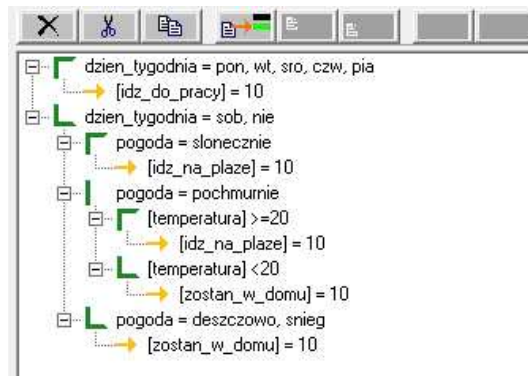 dzien_tygodnia = pon, wt, sro, czw, pia
[idz_do_pracy] = 10
dzien_tygodnia = sob, nie
pogoda = slonecznie
[idz_na_plaze] = 10
pogoda = pochmurnie
[temperatura] >=20
[idz_na_plaze] = 10
[temperatura] <20
[zostan_w_domu] = 10
pogoda = deszczowo, snieg
[zostan_w_domu] = 10